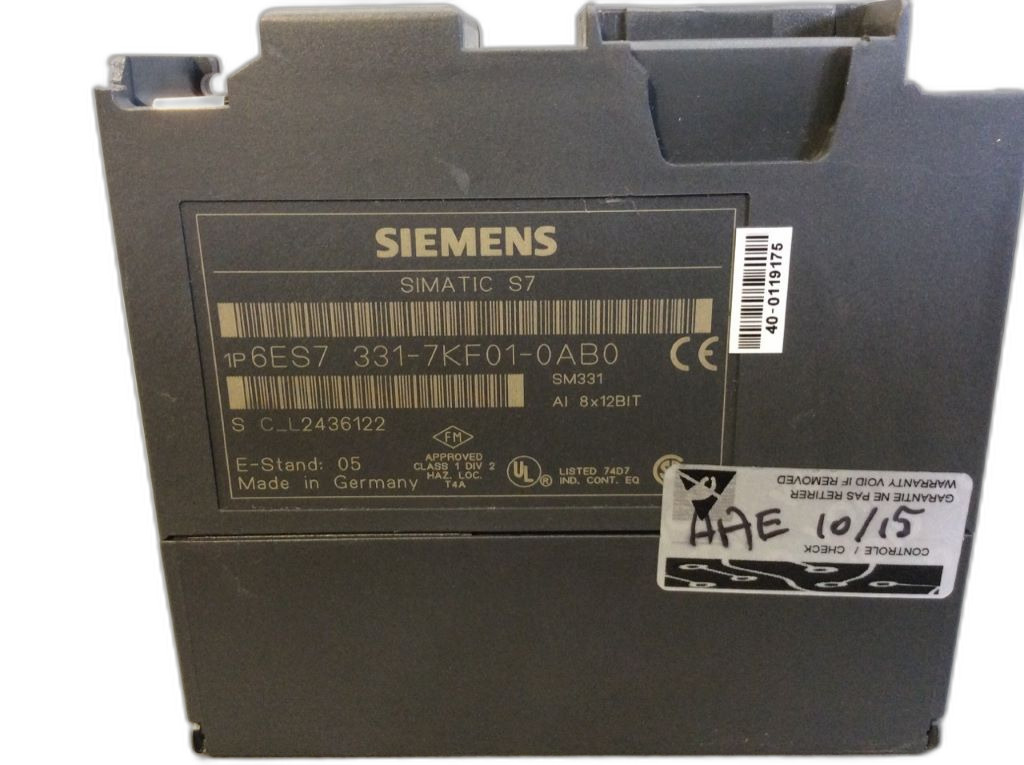 SIEMENS
SIMATIC S7
1P 6ES7 331-7KF01-0AB0
CE
SM331
AI 8x12BIT
S C_L2436122
E-Stand: 05
Made in Germany
FM
APPROVED
CLASS 1 DIV 2
HAZ. LOC.
T4A
UL ®
LISTED 74D7
IND. CONT. EQ
40-0119175
WARRANTY VOID IF REMOVED
GARANTIE NE PAS RETIRER
AAE 10/15
CONTROLE / CHECK